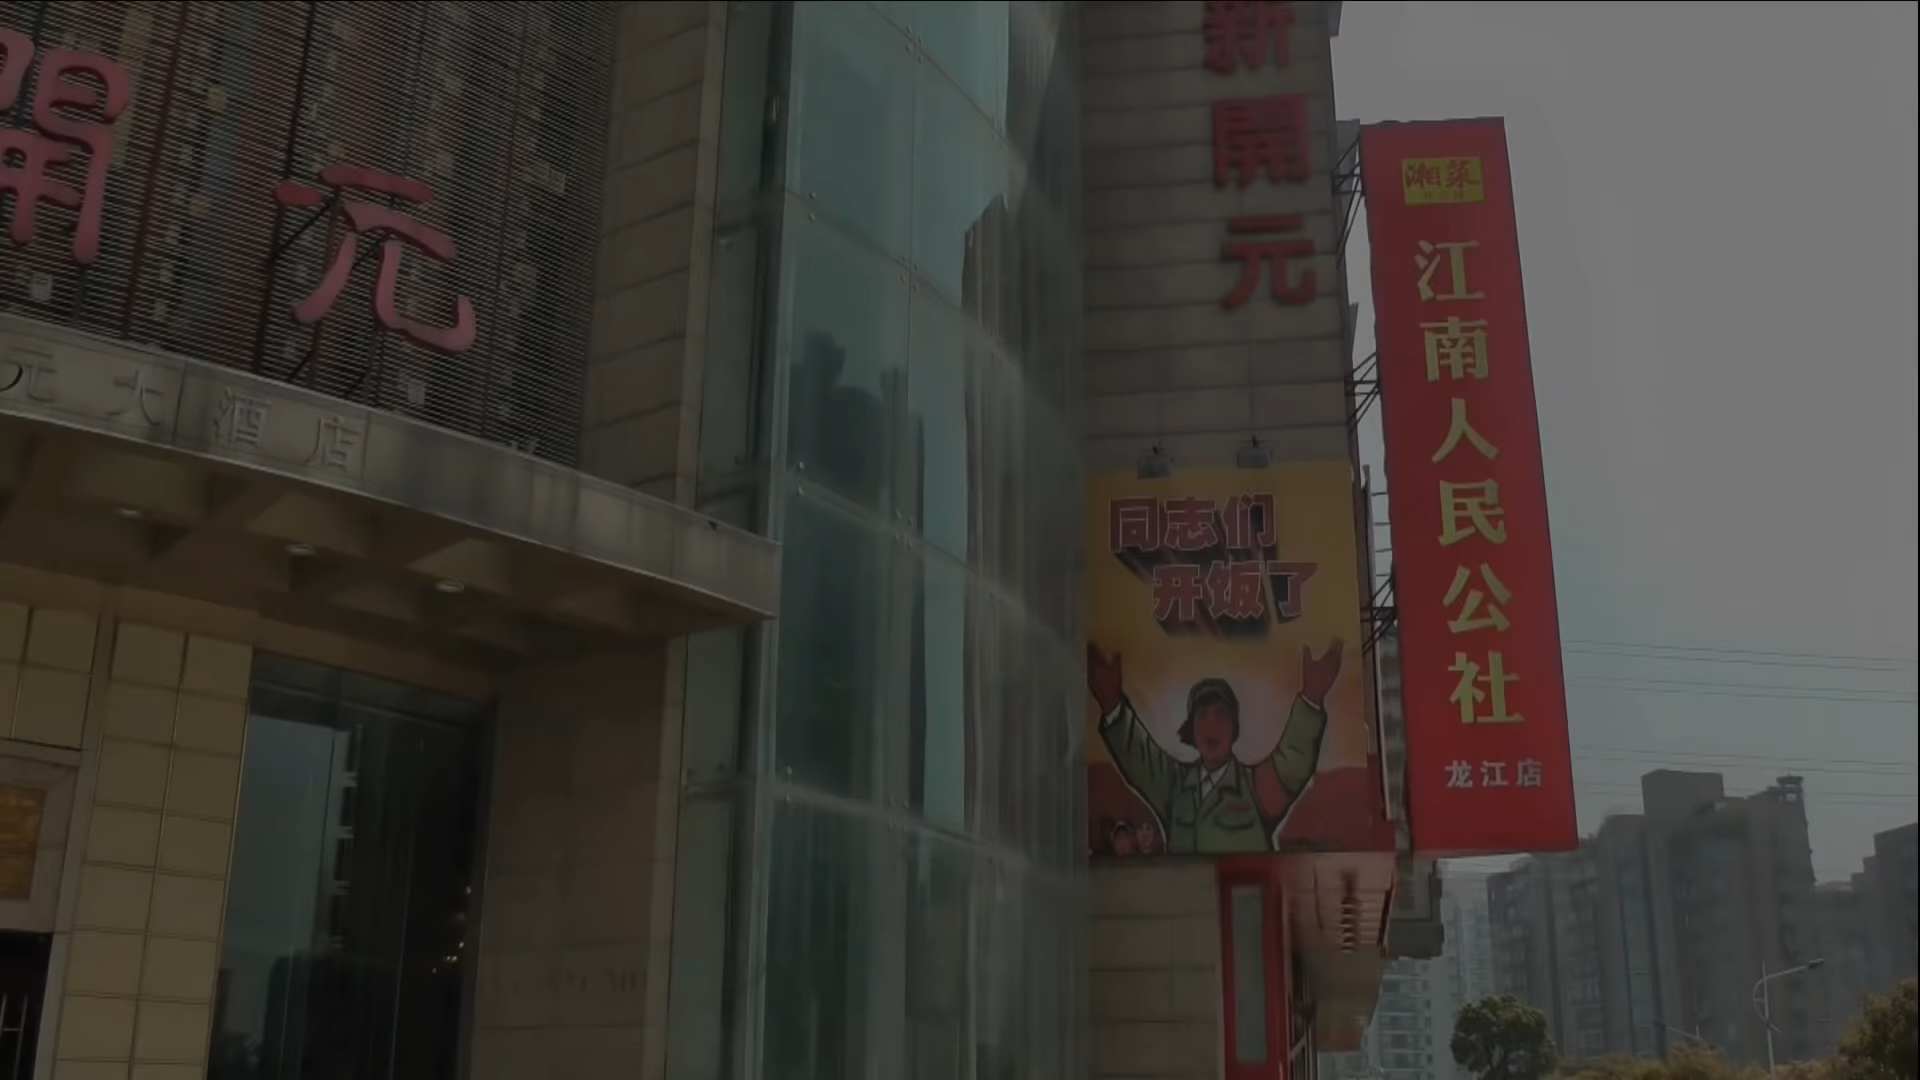 開元
元大酒店
新開元
同志们
开饭了
湘菜
江南人民公社
龙江店